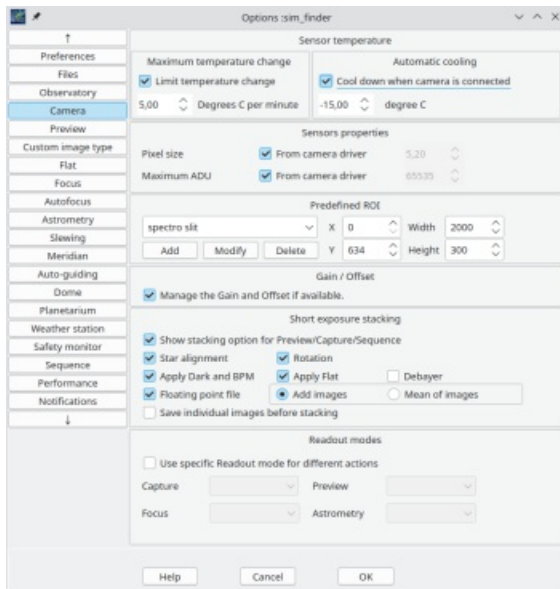 Options :sim_finder
↑
Preferences
Files
Observatory
Camera
Preview
Custom image type
Flat
Focus
Autofocus
Astrometry
Slewing
Meridian
Auto-guiding
Dome
Planetarium
Weather station
Safety monitor
Sequence
Performance
Notifications
↓
Sensor temperature
Maximum temperature change
Limit temperature change
5,00 Degrees C per minute
Automatic cooling
Cool down when camera is connected
-15,00 degree C
Sensors properties
Pixel size From camera driver 5,20
Maximum ADU From camera driver 65535
Predefined ROI
spectro slit X 0 Width 2000
Add Modify Delete Y 634 Height 300
Gain / Offset
Manage the Gain and Offset if available.
Short exposure stacking
Show stacking option for Preview/Capture/Sequence
Star alignment Rotation
Apply Dark and BPM Apply Flat Debayer
Floating point file Add images Mean of images
Save individual images before stacking
Readout modes
Use specific Readout mode for different actions
Capture Preview
Focus Astrometry
Help Cancel OK